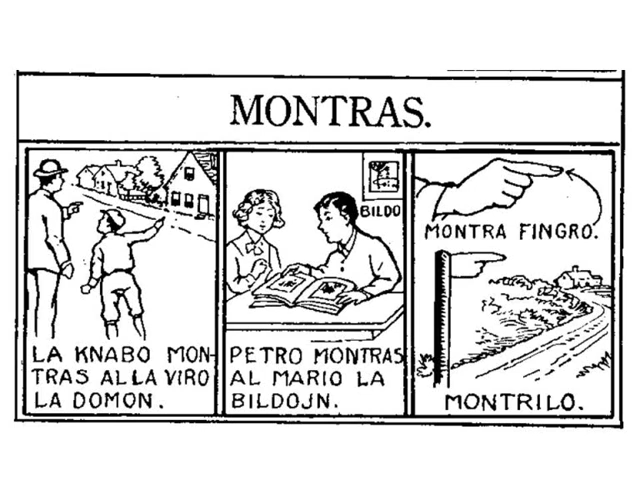 MONTRAS.
LA KNABO MON-
TRAS AL LA VIRO
LA DOMON.
BILDO
PETRO MONTRAS
AL MARIO LA
BILDOJN.
MONTRA FINGRO.
MONTRILO.